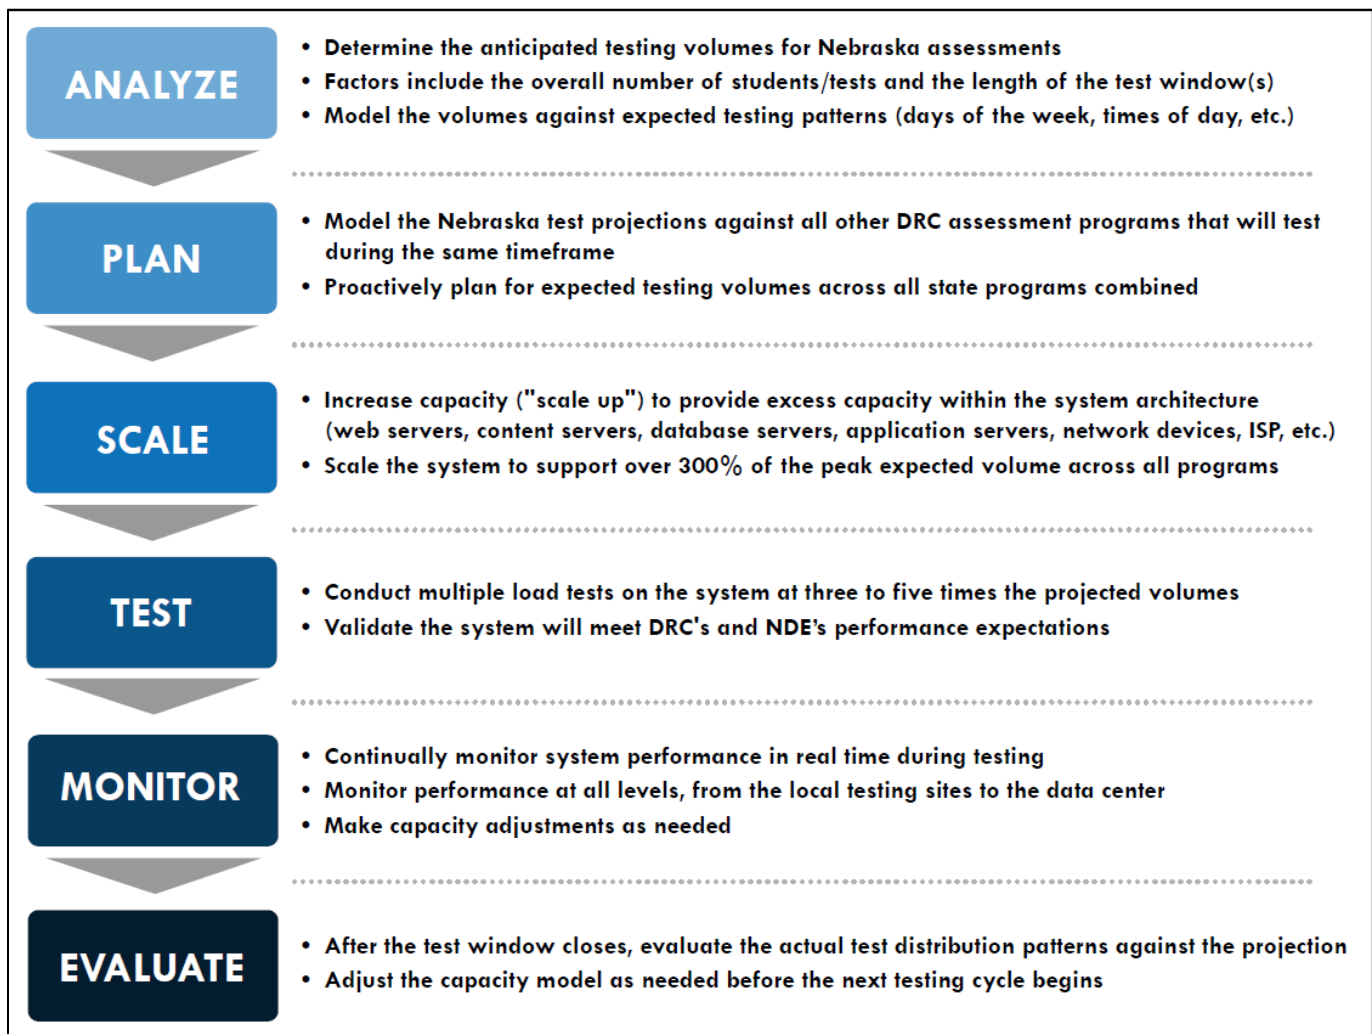 ANALYZE
• Determine the anticipated testing volumes for Nebraska assessments
• Factors include the overall number of students/tests and the length of the test window(s)
• Model the volumes against expected testing patterns (days of the week, times of day, etc.)
PLAN
• Model the Nebraska test projections against all other DRC assessment programs that will test
during the same timeframe
• Proactively plan for expected testing volumes across all state programs combined
SCALE
• Increase capacity ("scale up") to provide excess capacity within the system architecture
(web servers, content servers, database servers, application servers, network devices, ISP, etc.)
• Scale the system to support over 300% of the peak expected volume across all programs
TEST
• Conduct multiple load tests on the system at three to five times the projected volumes
• Validate the system will meet DRC's and NDE’s performance expectations
MONITOR
• Continually monitor system performance in real time during testing
• Monitor performance at all levels, from the local testing sites to the data center
• Make capacity adjustments as needed
EVALUATE
• After the test window closes, evaluate the actual test distribution patterns against the projection
• Adjust the capacity model as needed before the next testing cycle begins